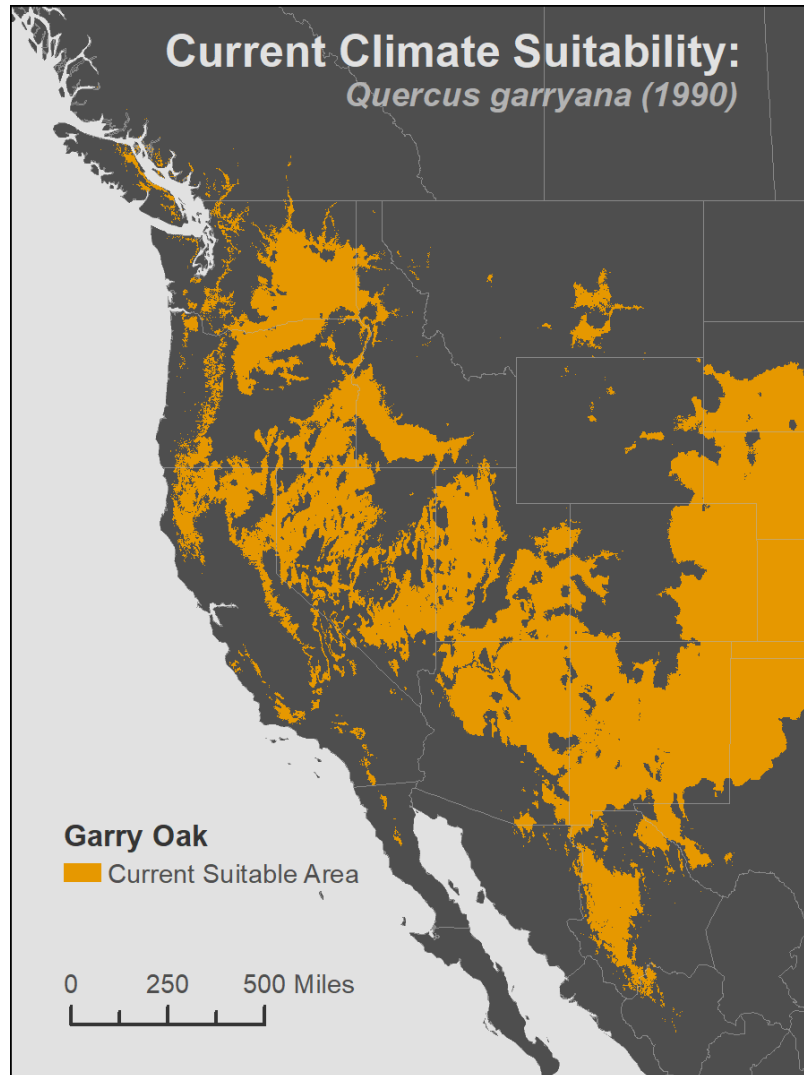 Current Climate Suitability:
Quercus garryana (1990)
Garry Oak
Current Suitable Area
0 250 500 Miles